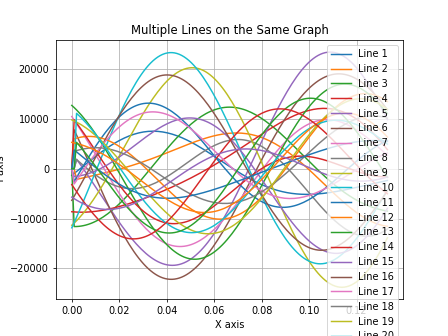 Multiple Lines on the Same Graph
20000
10000
0
−10000
−20000
axis
0.00
0.02
0.04
0.06
0.08
0.10
X axis
Line 1
Line 2
Line 3
Line 4
Line 5
Line 6
Line 7
Line 8
Line 9
Line 10
Line 11
Line 12
Line 13
Line 14
Line 15
Line 16
Line 17
Line 18
Line 19
Line 20